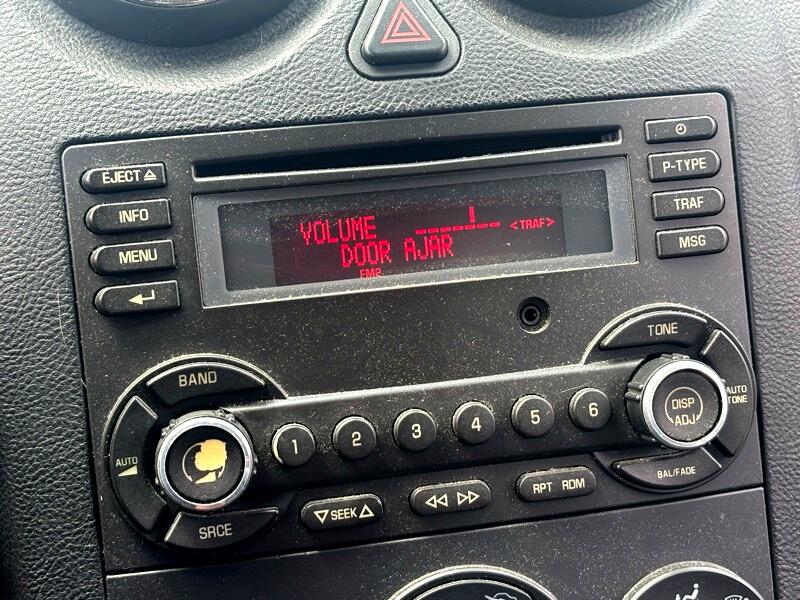 EJECT
INFO
MENU
VOLUME
<TRAF>
DOOR AJAR
FM2
P-TYPE
TRAF
MSG
BAND
AUTO
SRCE
1
2
3
4
5
6
TONE
AUTO
TONE
DISP
ADJ
BAL/FADE
SEEK
RPT RDM